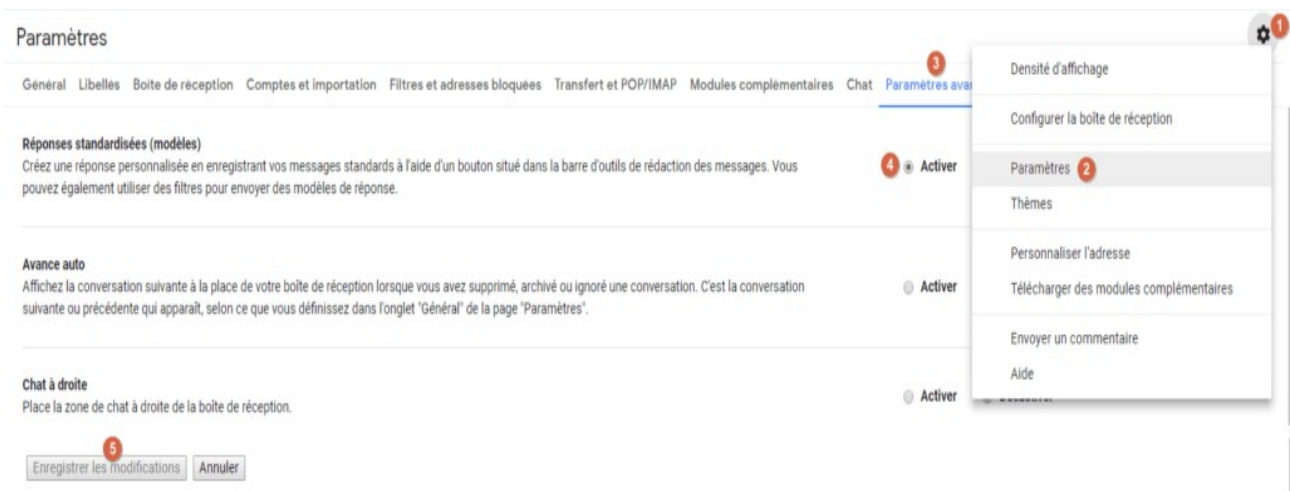 Paramètres
1
Général Libellés Boîte de réception Comptes et importation Filtres et adresses bloquées Transfert et POP/IMAP Modules complémentaires Chat Paramètres
3
Réponses standardisées (modèles)
Créez une réponse personnalisée en enregistrant vos messages standards à l'aide d'un bouton situé dans la barre d'outils de rédaction des messages. Vous
pouvez également utiliser des filtres pour envoyer des modèles de réponse.
4 Activer
Avance auto
Affichez la conversation suivante à la place de votre boîte de réception lorsque vous avez supprimé, archivé ou ignoré une conversation. C'est la conversation
suivante ou précédente qui apparaît, selon ce que vous définissez dans l'onglet "Général" de la page "Paramètres".
Activer
Chat à droite
Place la zone de chat à droite de la boîte de réception.
Activer
5
Enregistrer les modifications Annuler
Densité d'affichage
Configurer la boîte de réception
Paramètres 2
Thèmes
Personnaliser l'adresse
Télécharger des modules complémentaires
Envoyer un commentaire
Aide